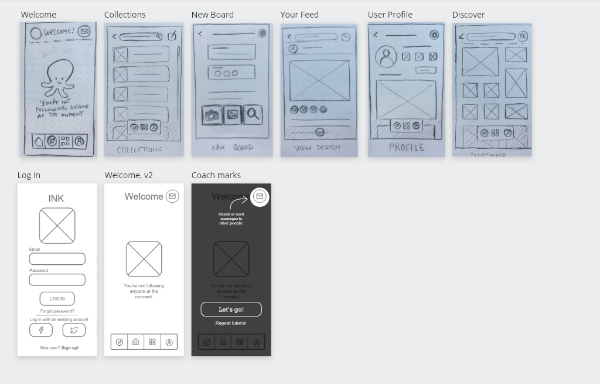 Welcome
Collections
New Board
Your Feed
User Profile
Discover
WELCOME!
YOU'RE NOT
FOLLOWING ANYONE
AT THE MOMENT
COLLECTIONS
NEW BOARD
VIEW DESIGN
PROFILE
DISCOVER
Log In
Welcome, v2
Coach marks
INK
Email
Password
LOG IN
Forgot password?
Log in with an existing account
New user? Sign up!
Welcome
You're not following
anyone at the
moment
Welcome
Check or send
messages to
other people!
You're not following
anyone at the
moment
Let's go!
Repeat tutorial